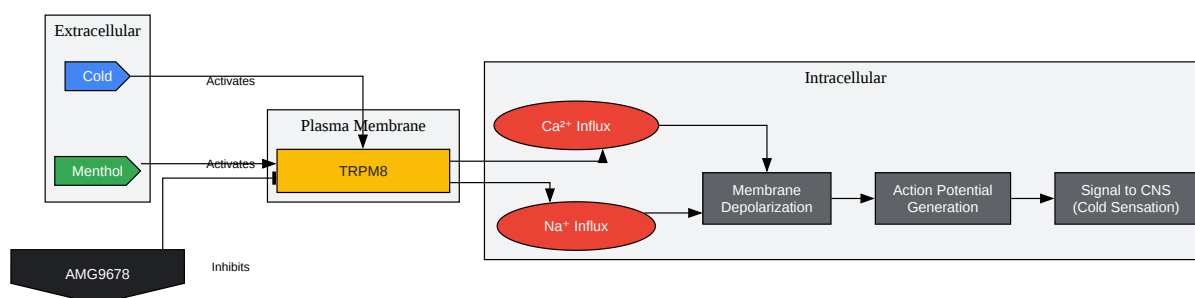 Extracellular
Cold
Activates
Menthol
Activates
AMG9678
Inhibits
Plasma Membrane
TRPM8
Intracellular
Ca²⁺ Influx
Na⁺ Influx
Membrane
Depolarization
Action Potential
Generation
Signal to CNS
(Cold Sensation)